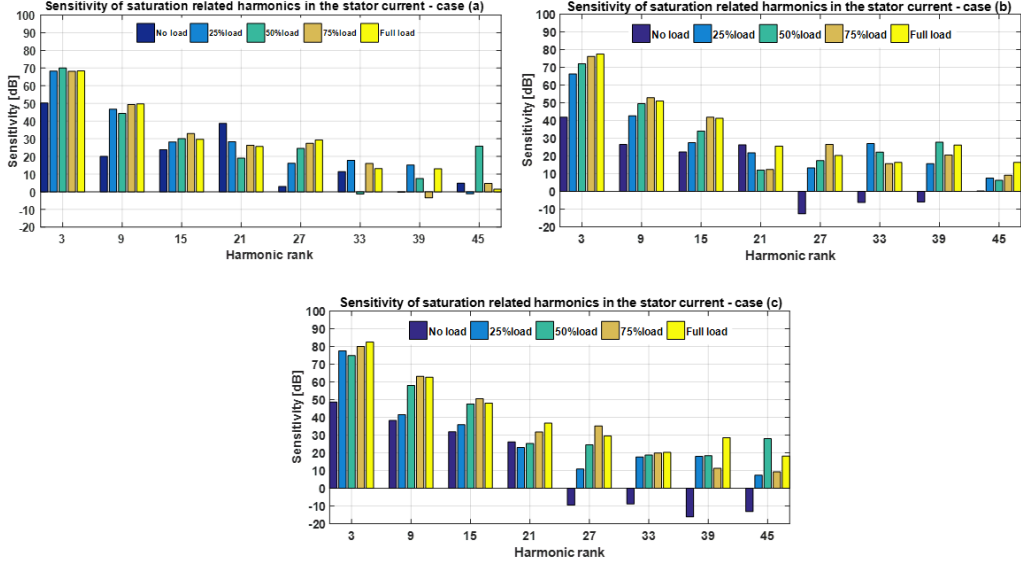 Sensitivity of saturation related harmonics in the stator current - case (a)
No load 25%load 50%load 75%load Full load
Sensitivity [dB]
100
90
80
70
60
50
40
30
20
10
0
-10
-20
3 9 15 21 27 33 39 45
Harmonic rank
Sensitivity of saturation related harmonics in the stator current - case (b)
No load 25%load 50%load 75%load Full load
Sensitivity [dB]
100
90
80
70
60
50
40
30
20
10
0
-10
-20
3 9 15 21 27 33 39 45
Harmonic rank
Sensitivity of saturation related harmonics in the stator current - case (c)
No load 25%load 50%load 75%load Full load
Sensitivity [dB]
100
90
80
70
60
50
40
30
20
10
0
-10
-20
3 9 15 21 27 33 39 45
Harmonic rank